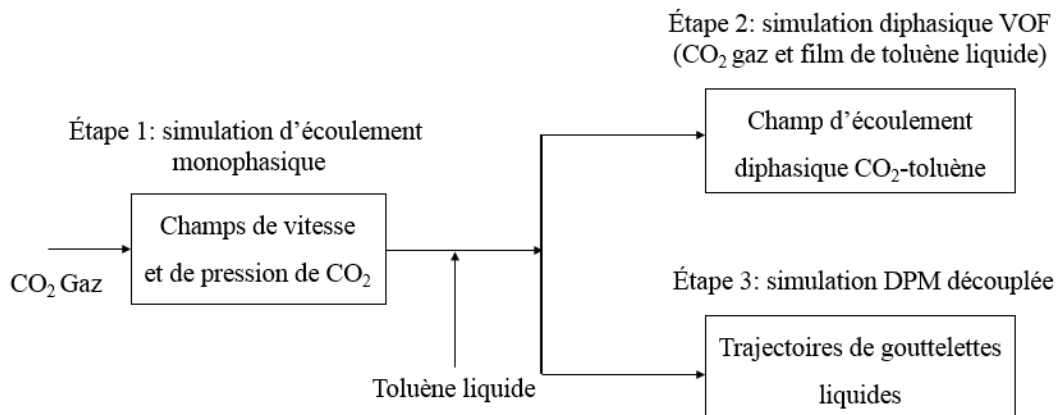 Étape 2: simulation diphasique VOF
(CO₂ gaz et film de toluène liquide)
Étape 1: simulation d’écoulement
monophasique
Champ d’écoulement
diphasique CO₂-toluène
Champs de vitesse
et de pression de CO₂
CO₂ Gaz
Étape 3: simulation DPM découplée
Trajectoires de gouttelettes
liquides
Toluène liquide